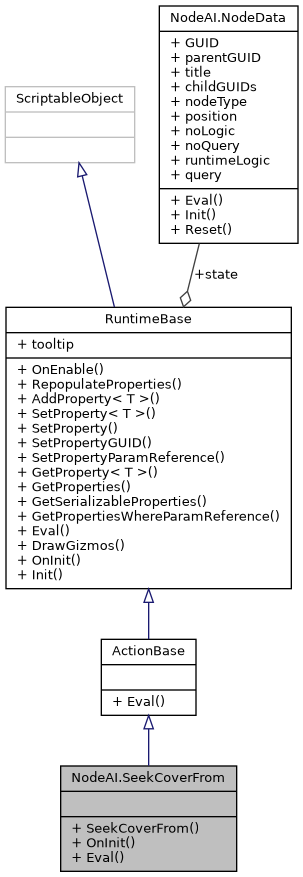 NodeAI.NodeData
+ GUID
+ parentGUID
+ title
+ childGUIDs
+ nodeType
+ position
+ noLogic
+ noQuery
+ runtimeLogic
+ query
+ Eval()
+ Init()
+ Reset()
ScriptableObject
+state
RuntimeBase
+ tooltip
+ OnEnable()
+ RepopulateProperties()
+ AddProperty< T >()
+ SetProperty< T >()
+ SetProperty()
+ SetPropertyGUID()
+ SetPropertyParamReference()
+ GetProperty< T >()
+ GetProperties()
+ GetSerializableProperties()
+ GetPropertiesWhereParamReference()
+ Eval()
+ DrawGizmos()
+ OnInit()
+ Init()
ActionBase
+ Eval()
NodeAI.SeekCoverFrom
+ SeekCoverFrom()
+ OnInit()
+ Eval()